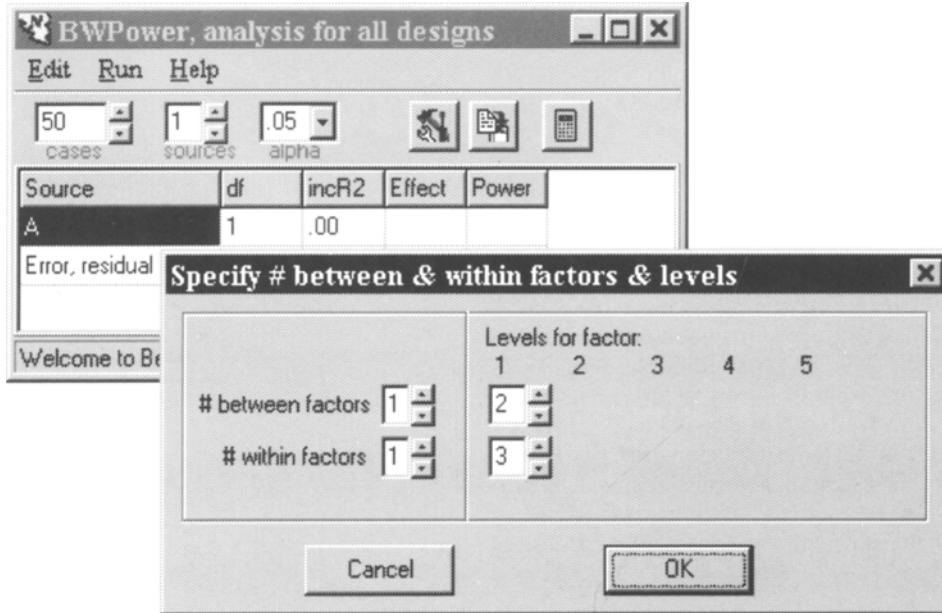 BWPower, analysis for all designs
Edit Run Help
50 1 .05
cases sources alpha
Source df incR2 Effect Power
A 1 .00
Error, residual
Specify # between & within factors & levels
Welcome to Be
Levels for factor:
1 2 3 4 5
# between factors 1 2
# within factors 1 3
Cancel OK